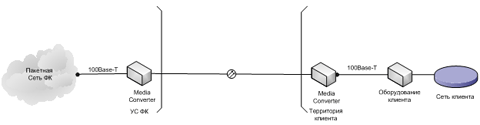 Пакетная
Сеть ФК
100Base-T
Media
Converter
УС ФК
Media
Converter
Территория
клиента
100Base-T
Оборудование
клиента
Сеть клиента